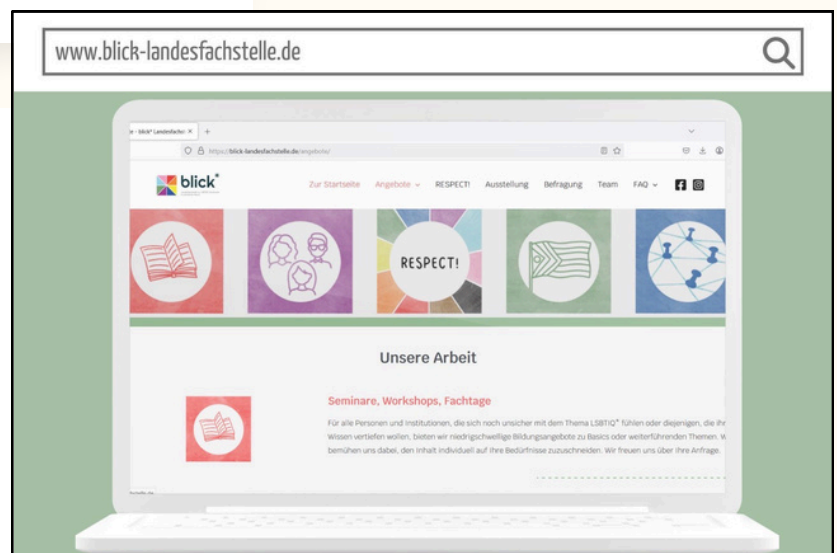 www.blick-landesfachstelle.de
e - blick* Landesfachst × +
https://blick-landesfachstelle.de/angebote/
blick*
Zur Startseite Angebote RESPECT! Ausstellung Befragung Team FAQ
RESPECT!
Unsere Arbeit
Seminare, Workshops, Fachtage
Für alle Personen und Institutionen, die sich noch unsicher mit dem Thema LSBTIQ* fühlen oder diejenigen, die ihr
Wissen vertiefen wollen, bieten wir niedrigschwellige Bildungsangebote zu Basics oder weiterführenden Themen. W
bemühen uns dabei, den Inhalt individuell auf Ihre Bedürfnisse zuzuschneiden. Wir freuen uns über Ihre Anfrage.